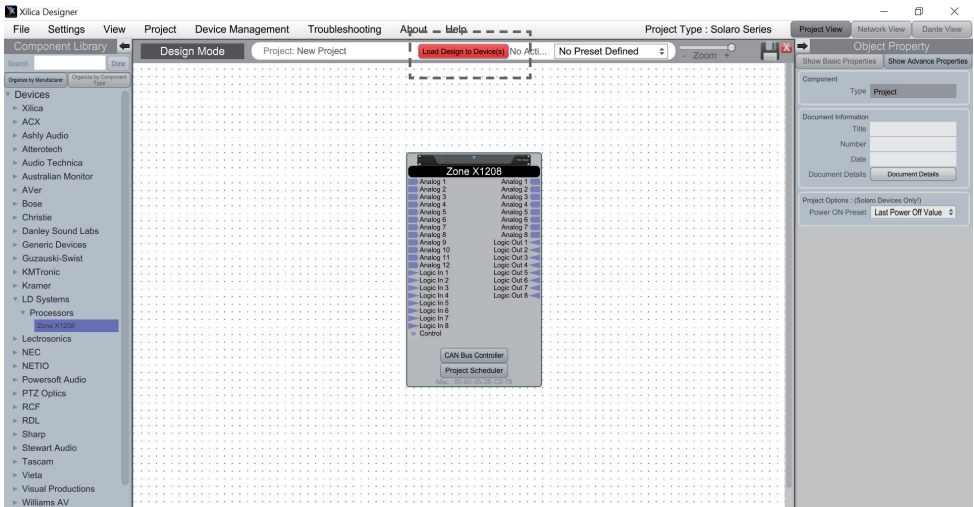 Xilica Designer
File Settings View Project Device Management Troubleshooting About Help Project Type : Solaro Series Project View Network View Dante View
Component Library
Design Mode Project: New Project Load Design to Device(s) No Acti... No Preset Defined - Zoom +
Object Property
Search Done
Show Basic Properties Show Advance Properties
Organize by Manufacturer Organize by Component Type
Devices
Xilica
ACX
Ashly Audio
Atterotech
Audio Technica
Australian Monitor
AVer
Bose
Christie
Danley Sound Labs
Generic Devices
Guzauski-Swist
KMTronic
Kramer
LD Systems
Processors
Zone X1208
Lectrosonics
NEC
NETIO
Powersoft Audio
PTZ Optics
RCF
RDL
Sharp
Stewart Audio
Tascam
Vieta
Visual Productions
Williams AV
Zone X1208
Analog 1 Analog 1
Analog 2 Analog 2
Analog 3 Analog 3
Analog 4 Analog 4
Analog 5 Analog 5
Analog 6 Analog 6
Analog 7 Analog 7
Analog 8 Analog 8
Analog 9 Logic Out 1
Analog 10 Logic Out 2
Analog 11 Logic Out 3
Analog 12 Logic Out 4
Logic In 1 Logic Out 5
Logic In 2 Logic Out 6
Logic In 3 Logic Out 7
Logic In 4 Logic Out 8
Logic In 5
Logic In 6
Logic In 7
Logic In 8
Control
CAN Bus Controller
Project Scheduler
Component
Type Project
Document Information
Title
Number
Date
Document Details Document Details
Project Options : (Solaro Devices Only!)
Power ON Preset Last Power Off Value